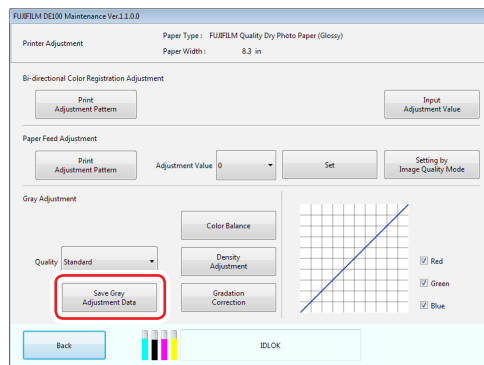 FUJIFILM DE100 Maintenance Ver.1.1.0.0
Printer Adjustment
Paper Type : FUJIFILM Quality Dry Photo Paper (Glossy)
Paper Width : 8.3 in
Bi-directional Color Registration Adjustment
Print
Adjustment Pattern
Input
Adjustment Value
Paper Feed Adjustment
Print
Adjustment Pattern
Adjustment Value 0
Set
Setting by
Image Quality Mode
Gray Adjustment
Color Balance
Quality Standard
Density
Adjustment
Red
Save Gray
Adjustment Data
Gradation
Correction
Green
Blue
Back
IDLOK